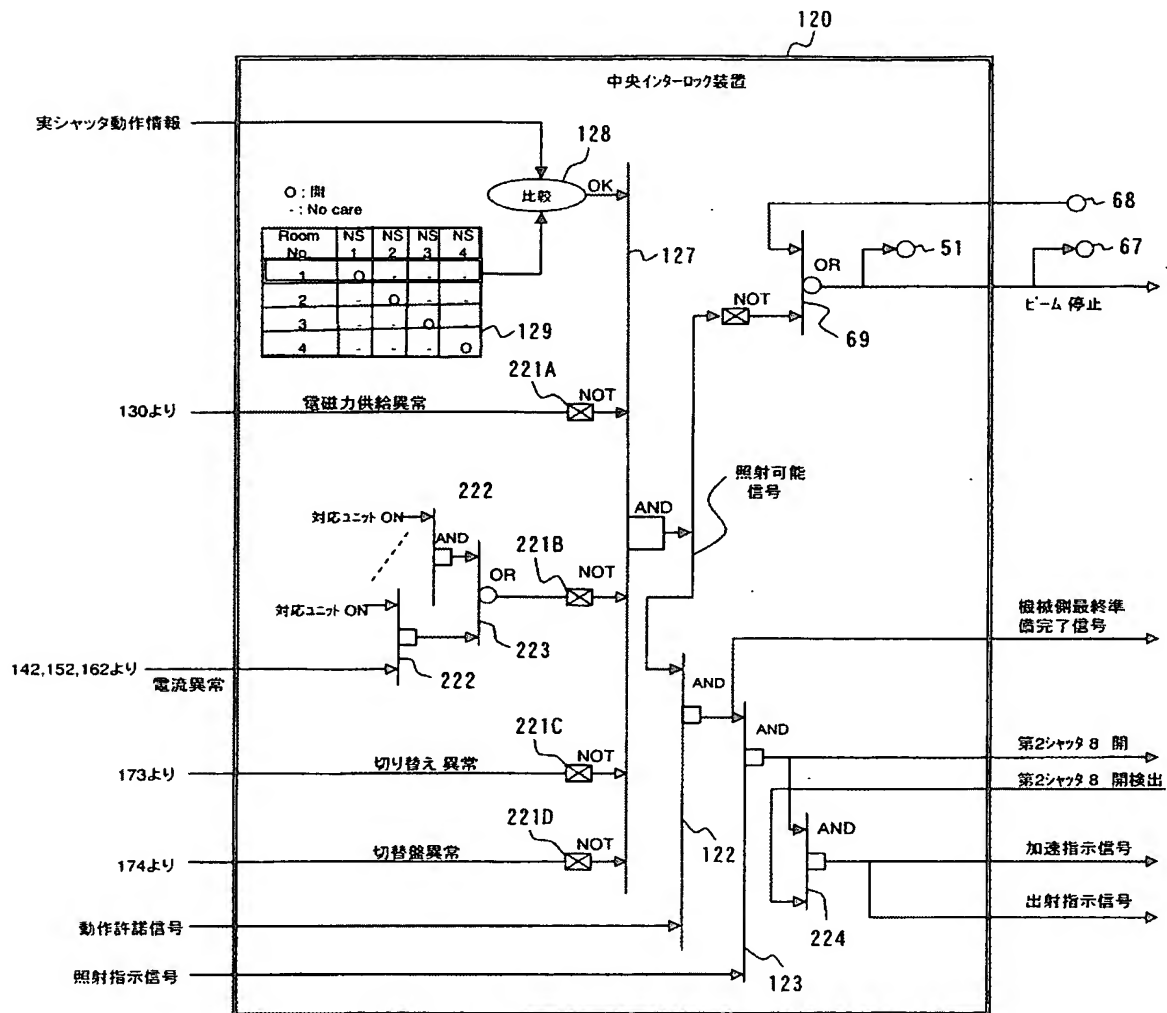 120
中央インターロック装置
実シャッタ動作情報
128
比較
OK
O : 開
- : No care
Room No. NS 1 NS 2 NS 3 NS 4
1 O - - -
2 - O - -
3 - - O -
4 - - - O
129
127
68
51
67
OR
NOT
69
ビーム 停止
221A
NOT
130より
電磁力供給異常
照射可能
信号
AND
222
対応ユニット ON
AND
221B
NOT
OR
対応ユニット ON
223
142,152,162より
電流異常
222
機械側最終準
備完了信号
AND
AND
221C
NOT
173より
切り替え 異常
第2シャッタ 8 開
第2シャッタ 8 開検出
221D
NOT
AND
174より
切替盤異常
122
加速指示信号
出射指示信号
224
動作許諾信号
照射指示信号
123